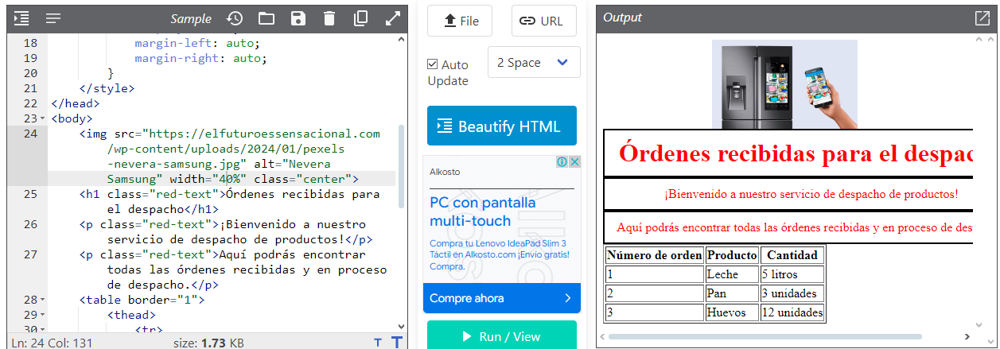 Sample
18 margin-left: auto;
19 margin-right: auto;
20 }
21 </style>
22 </head>
23 <body>
24 <img src="https://elfuturoessensacional.com
/wp-content/uploads/2024/01/pexels
-nevera-samsung.jpg" alt="Nevera
Samsung" width="40%" class="center">
25 <h1 class="red-text">Órdenes recibidas para
el despacho</h1>
26 <p class="red-text">¡Bienvenido a nuestro
servicio de despacho de productos!</p>
27 <p class="red-text">Aquí podrás encontrar
todas las órdenes recibidas y en proceso
de despacho.</p>
28 <table border="1">
29 <thead>
30 <tr>
Ln: 24 Col: 131 size: 1.73 KB T T
File URL
Auto Update
2 Space
Beautify HTML
Alkosto
PC con pantalla
multi-touch
Compra tu Lenovo IdeaPad Slim 3
Táctil en Alkosto.com ¡Envío gratis!
Compra.
Compre ahora
Run / View
Output
Órdenes recibidas para el despac
¡Bienvenido a nuestro servicio de despacho de productos!
Aquí podrás encontrar todas las órdenes recibidas y en proceso de des
Número de orden Producto Cantidad
1 Leche 5 litros
2 Pan 3 unidades
3 Huevos 12 unidades